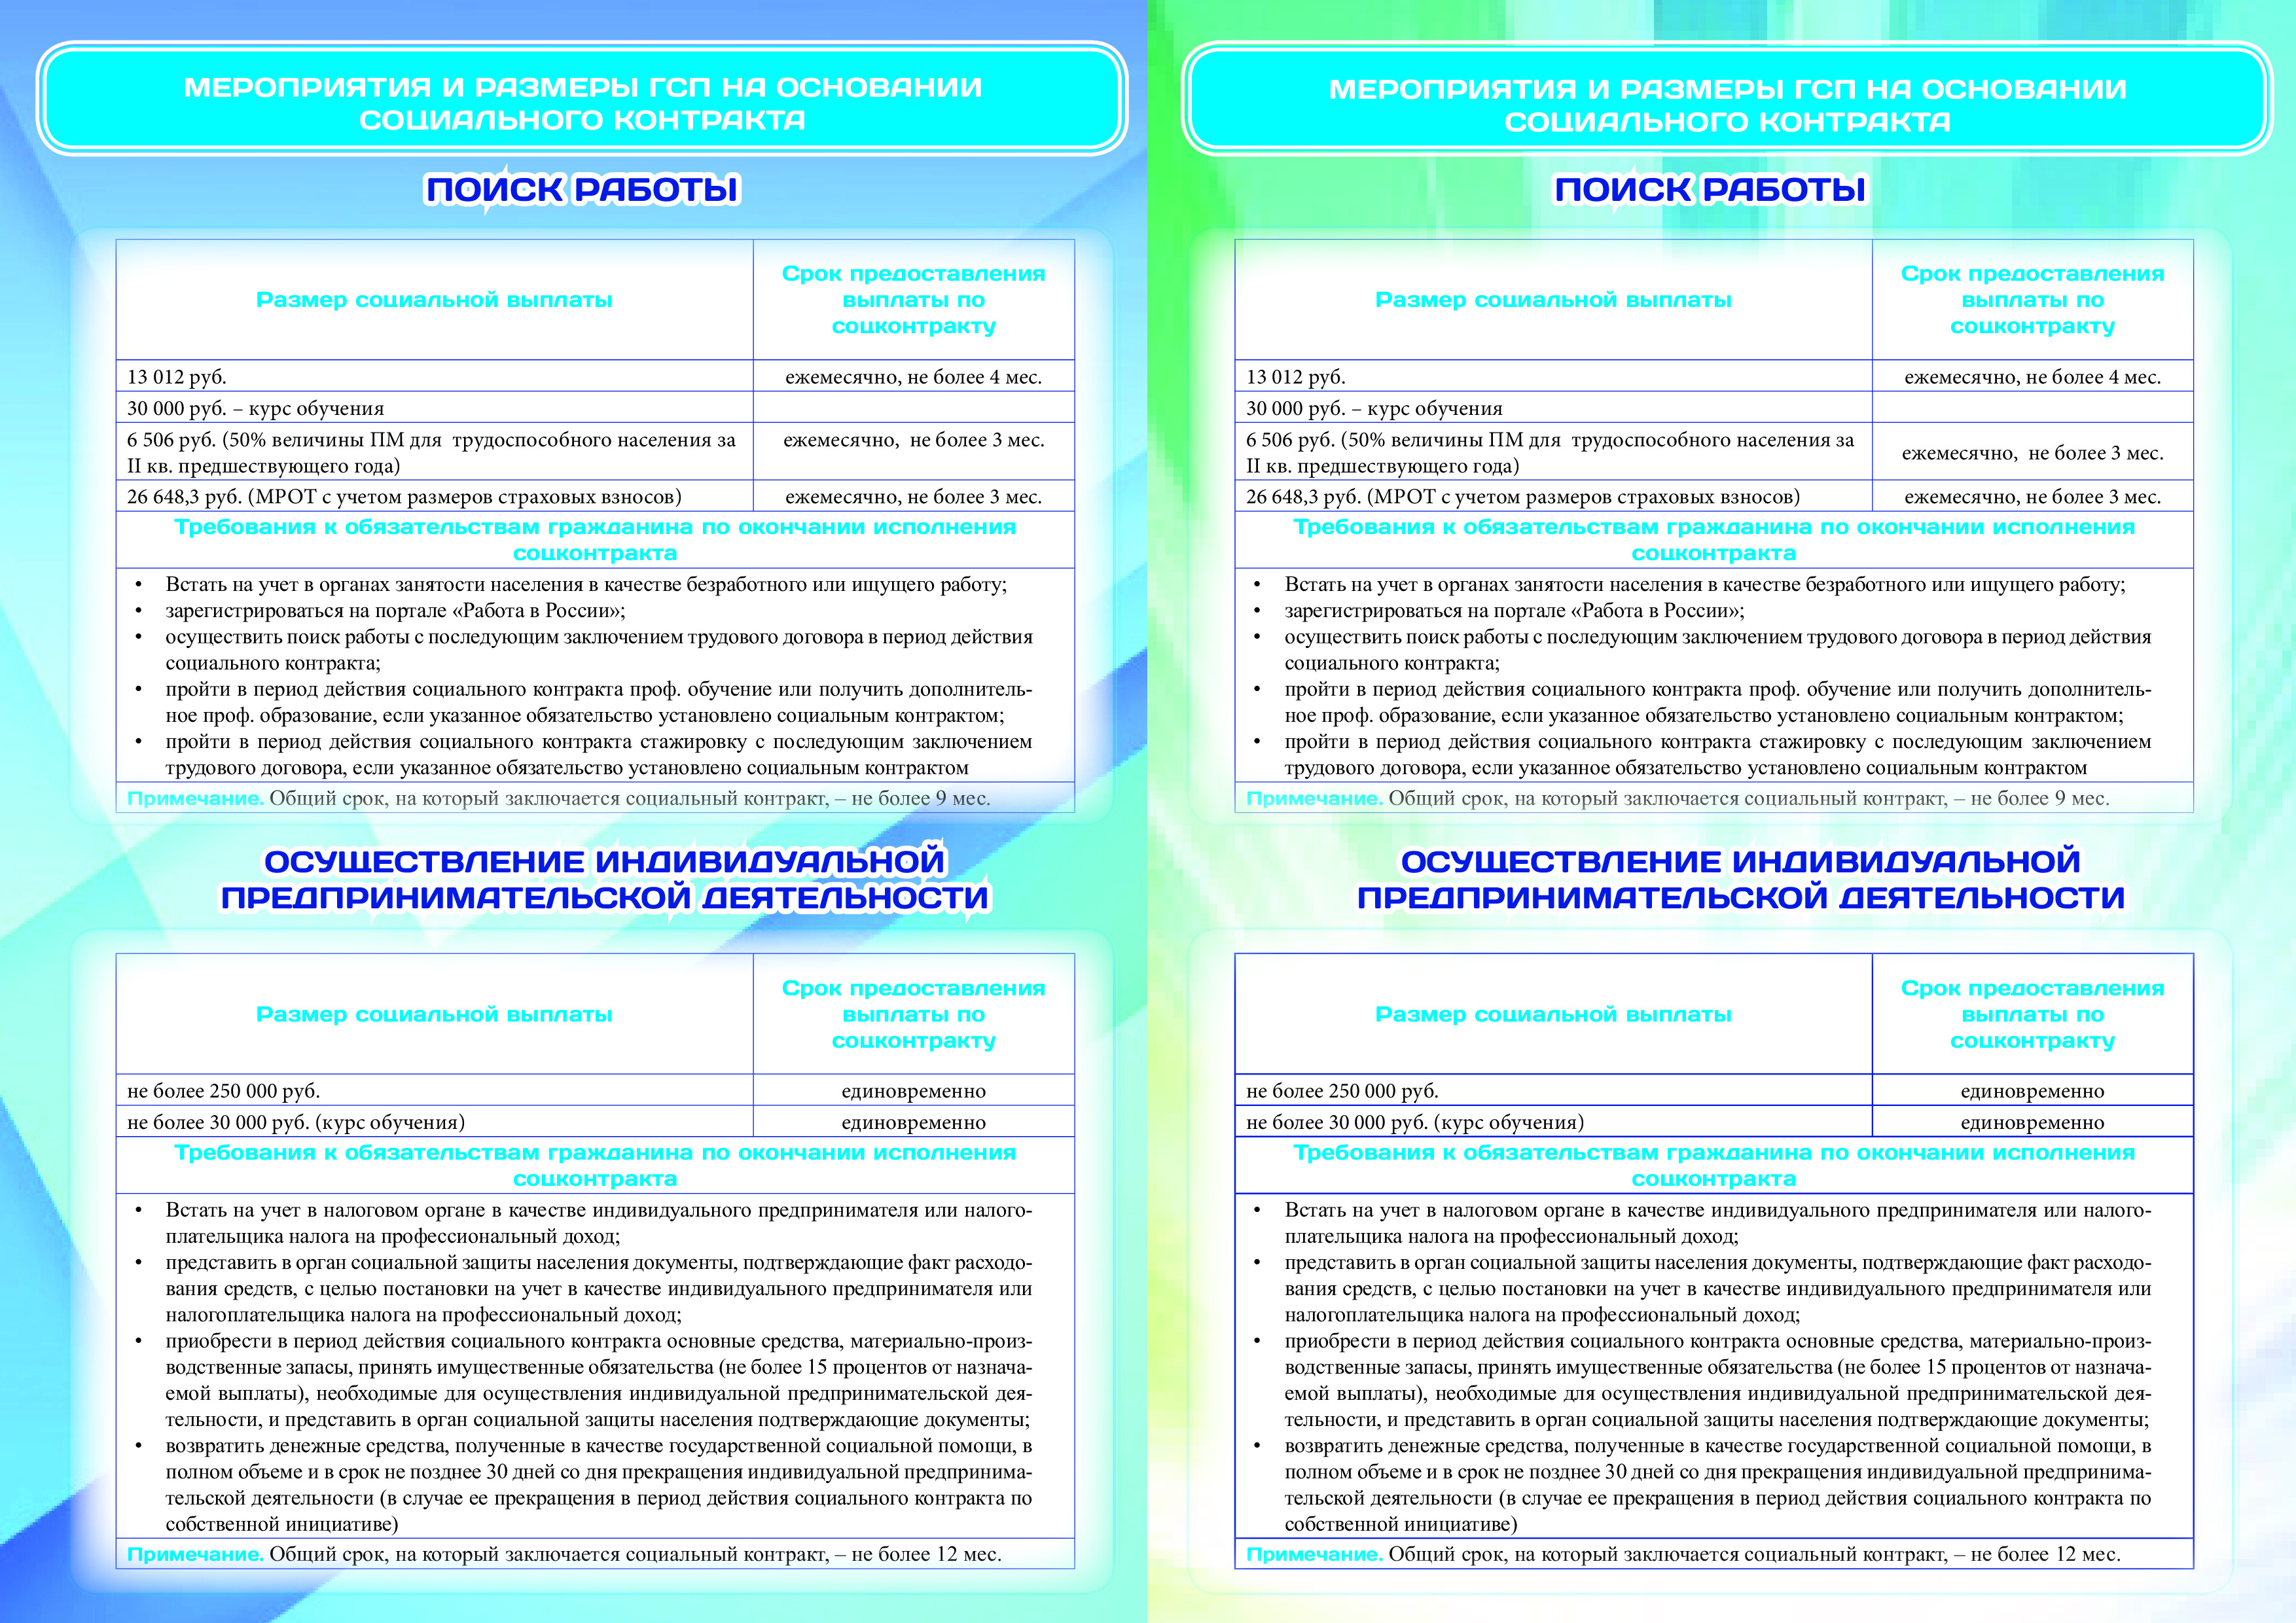 МЕРОПРИЯТИЯ И РАЗМЕРЫ ГСП НА ОСНОВАНИИ
СОЦИАЛЬНОГО КОНТРАКТА
ПОИСК РАБОТЫ
Размер социальной выплаты
Срок предоставления
выплаты по
соцконтракту
13 012 руб.
ежемесячно, не более 4 мес.
30 000 руб. – курс обучения
6 506 руб. (50% величины ПМ для трудоспособного населения за
II кв. предшествующего года)
ежемесячно, не более 3 мес.
26 648,3 руб. (МРОТ с учетом размеров страховых взносов)
ежемесячно, не более 3 мес.
Требования к обязательствам гражданина по окончании исполнения
соцконтракта
• Встать на учет в органах занятости населения в качестве безработного или ищущего работу;
• зарегистрироваться на портале «Работа в России»;
• осуществить поиск работы с последующим заключением трудового договора в период действия
социального контракта;
• пройти в период действия социального контракта проф. обучение или получить дополнитель-
ное проф. образование, если указанное обязательство установлено социальным контрактом;
• пройти в период действия социального контракта стажировку с последующим заключением
трудового договора, если указанное обязательство установлено социальным контрактом
Примечание. Общий срок, на который заключается социальный контракт, – не более 9 мес.
ОСУЩЕСТВЛЕНИЕ ИНДИВИДУАЛЬНОЙ
ПРЕДПРИНИМАТЕЛЬСКОЙ ДЕЯТЕЛЬНОСТИ
Размер социальной выплаты
Срок предоставления
выплаты по
соцконтракту
не более 250 000 руб.
единовременно
не более 30 000 руб. (курс обучения)
единовременно
Требования к обязательствам гражданина по окончании исполнения
соцконтракта
• Встать на учет в налоговом органе в качестве индивидуального предпринимателя или налого-
плательщика налога на профессиональный доход;
• представить в орган социальной защиты населения документы, подтверждающие факт расходо-
вания средств, с целью постановки на учет в качестве индивидуального предпринимателя или
налогоплательщика налога на профессиональный доход;
• приобрести в период действия социального контракта основные средства, материально-произ-
водственные запасы, принять имущественные обязательства (не более 15 процентов от назнача-
емой выплаты), необходимые для осуществления индивидуальной предпринимательской дея-
тельности, и представить в орган социальной защиты населения подтверждающие документы;
• возвратить денежные средства, полученные в качестве государственной социальной помощи, в
полном объеме и в срок не позднее 30 дней со дня прекращения индивидуальной предпринима-
тельской деятельности (в случае ее прекращения в период действия социального контракта по
собственной инициативе)
Примечание. Общий срок, на который заключается социальный контракт, – не более 12 мес.
МЕРОПРИЯТИЯ И РАЗМЕРЫ ГСП НА ОСНОВАНИИ
СОЦИАЛЬНОГО КОНТРАКТА
ПОИСК РАБОТЫ
Размер социальной выплаты
Срок предоставления
выплаты по
соцконтракту
13 012 руб.
ежемесячно, не более 4 мес.
30 000 руб. – курс обучения
6 506 руб. (50% величины ПМ для трудоспособного населения за
II кв. предшествующего года)
ежемесячно, не более 3 мес.
26 648,3 руб. (МРОТ с учетом размеров страховых взносов)
ежемесячно, не более 3 мес.
Требования к обязательствам гражданина по окончании исполнения
соцконтракта
• Встать на учет в органах занятости населения в качестве безработного или ищущего работу;
• зарегистрироваться на портале «Работа в России»;
• осуществить поиск работы с последующим заключением трудового договора в период действия
социального контракта;
• пройти в период действия социального контракта проф. обучение или получить дополнитель-
ное проф. образование, если указанное обязательство установлено социальным контрактом;
• пройти в период действия социального контракта стажировку с последующим заключением
трудового договора, если указанное обязательство установлено социальным контрактом
Примечание. Общий срок, на который заключается социальный контракт, – не более 9 мес.
ОСУЩЕСТВЛЕНИЕ ИНДИВИДУАЛЬНОЙ
ПРЕДПРИНИМАТЕЛЬСКОЙ ДЕЯТЕЛЬНОСТИ
Размер социальной выплаты
Срок предоставления
выплаты по
соцконтракту
не более 250 000 руб.
единовременно
не более 30 000 руб. (курс обучения)
единовременно
Требования к обязательствам гражданина по окончании исполнения
соцконтракта
• Встать на учет в налоговом органе в качестве индивидуального предпринимателя или налого-
плательщика налога на профессиональный доход;
• представить в орган социальной защиты населения документы, подтверждающие факт расходо-
вания средств, с целью постановки на учет в качестве индивидуального предпринимателя или
налогоплательщика налога на профессиональный доход;
• приобрести в период действия социального контракта основные средства, материально-произ-
водственные запасы, принять имущественные обязательства (не более 15 процентов от назнача-
емой выплаты), необходимые для осуществления индивидуальной предпринимательской дея-
тельности, и представить в орган социальной защиты населения подтверждающие документы;
• возвратить денежные средства, полученные в качестве государственной социальной помощи, в
полном объеме и в срок не позднее 30 дней со дня прекращения индивидуальной предпринима-
тельской деятельности (в случае ее прекращения в период действия социального контракта по
собственной инициативе)
Примечание. Общий срок, на который заключается социальный контракт, – не более 12 мес.